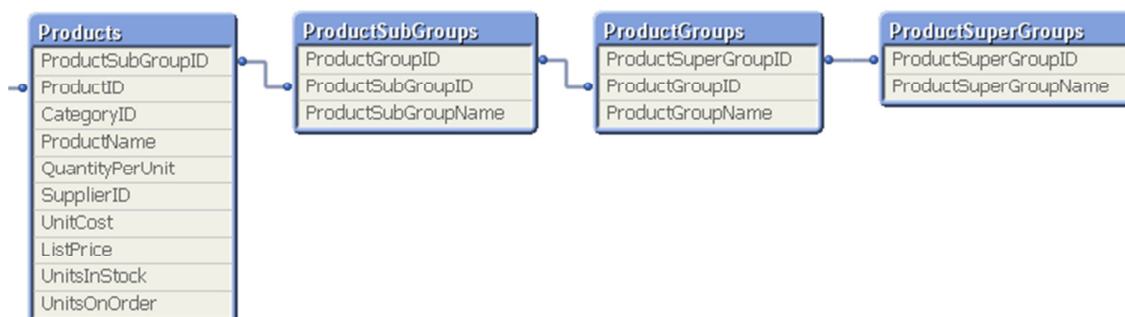 Products
ProductSubGroupID
ProductID
CategoryID
ProductName
QuantityPerUnit
SupplierID
UnitCost
ListPrice
UnitsInStock
UnitsOnOrder
ProductSubGroups
ProductGroupID
ProductSubGroupID
ProductSubGroupName
ProductGroups
ProductSuperGroupID
ProductGroupID
ProductGroupName
ProductSuperGroups
ProductSuperGroupID
ProductSuperGroupName